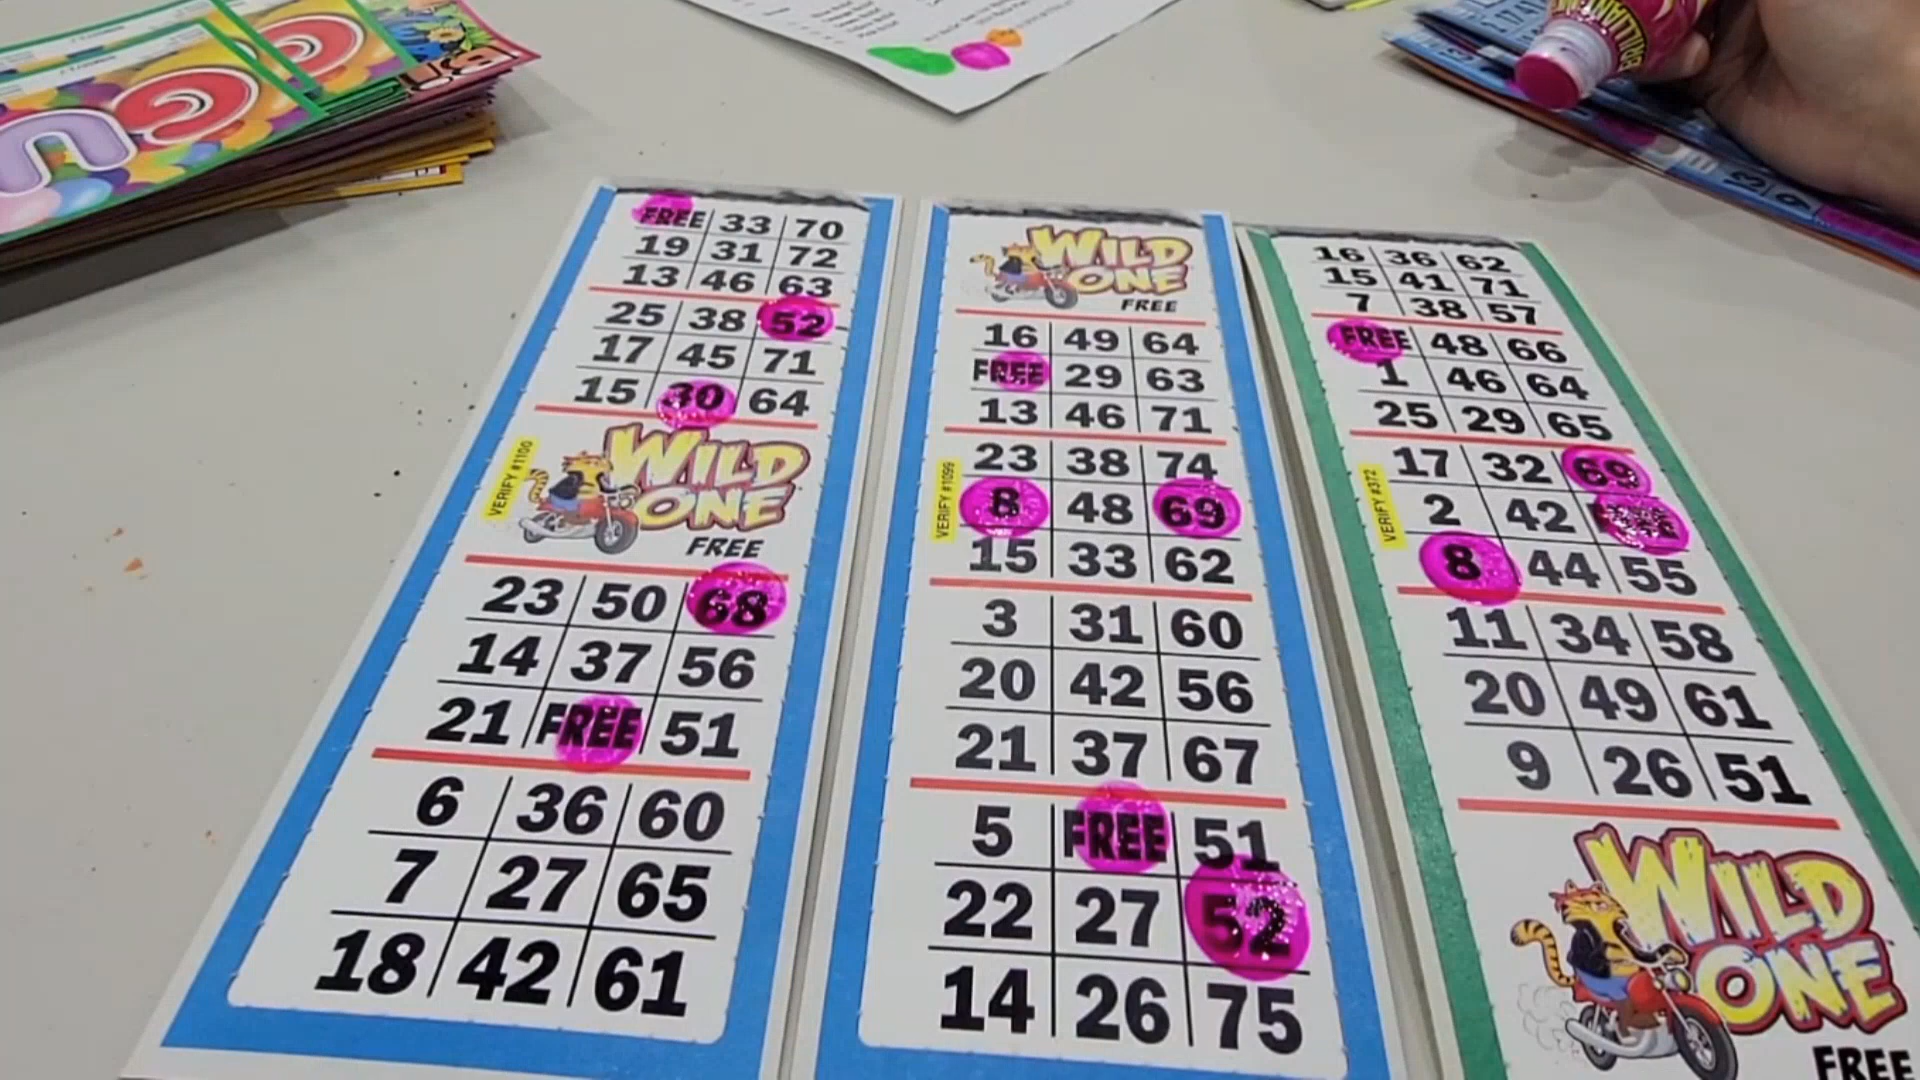 BRILLIANT
FREE 33 70
19 31 72
13 46 63
25 38 52
17 45 71
15 30 64
VERIFY #1100
WILD
ONE
FREE
23 50 68
14 37 56
21 FREE 51
6 36 60
7 27 65
18 42 61
WILD
ONE
FREE
16 49 64
FREE 29 63
13 46 71
VERIFY #1099
23 38 74
8 48 69
15 33 62
3 31 60
20 42 56
21 37 67
5 FREE 51
22 27 52
14 26 75
16 36 62
15 41 71
7 38 57
FREE 48 66
1 46 64
25 29 65
VERIFY #372
17 32 69
2 42 FREE
8 44 55
11 34 58
20 49 61
9 26 51
WILD
ONE
FREE